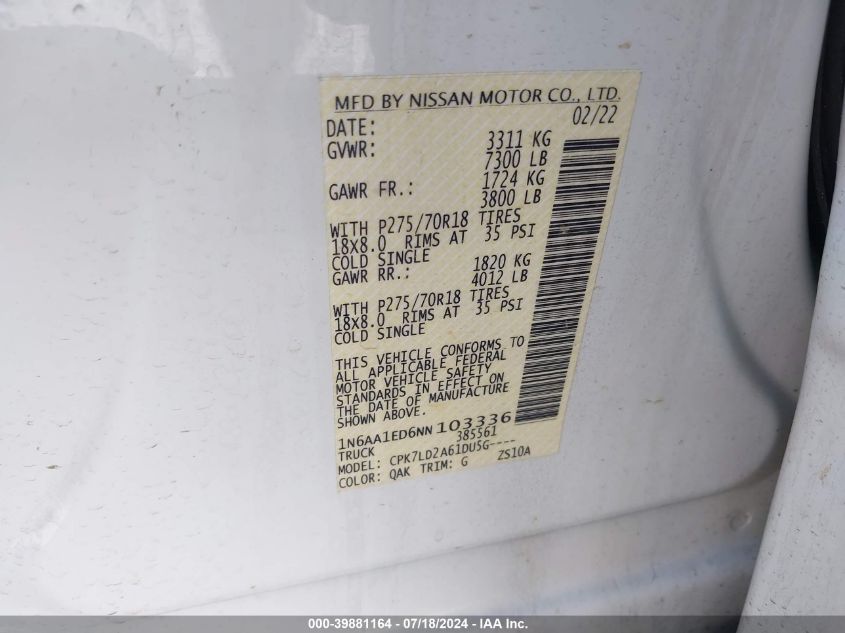 MFD BY NISSAN MOTOR CO., LTD.
DATE: 02/22
GVWR: 3311 KG
7300 LB
GAWR FR.: 1724 KG
3800 LB
WITH P275/70R18 TIRES
18X8.0 RIMS AT 35 PSI
COLD SINGLE
GAWR RR.: 1820 KG
4012 LB
WITH P275/70R18 TIRES
18X8.0 RIMS AT 35 PSI
COLD SINGLE
THIS VEHICLE CONFORMS TO
ALL APPLICABLE FEDERAL
MOTOR VEHICLE SAFETY
STANDARDS IN EFFECT ON
THE DATE OF MANUFACTURE
SHOWN ABOVE.
1N6AA1ED6NN103336
TRUCK 385561
MODEL: CPK7LD2A61DU5G----
COLOR: QAK TRIM: G ZS10A
000-39881164 - 07/18/2024 - IAA Inc.